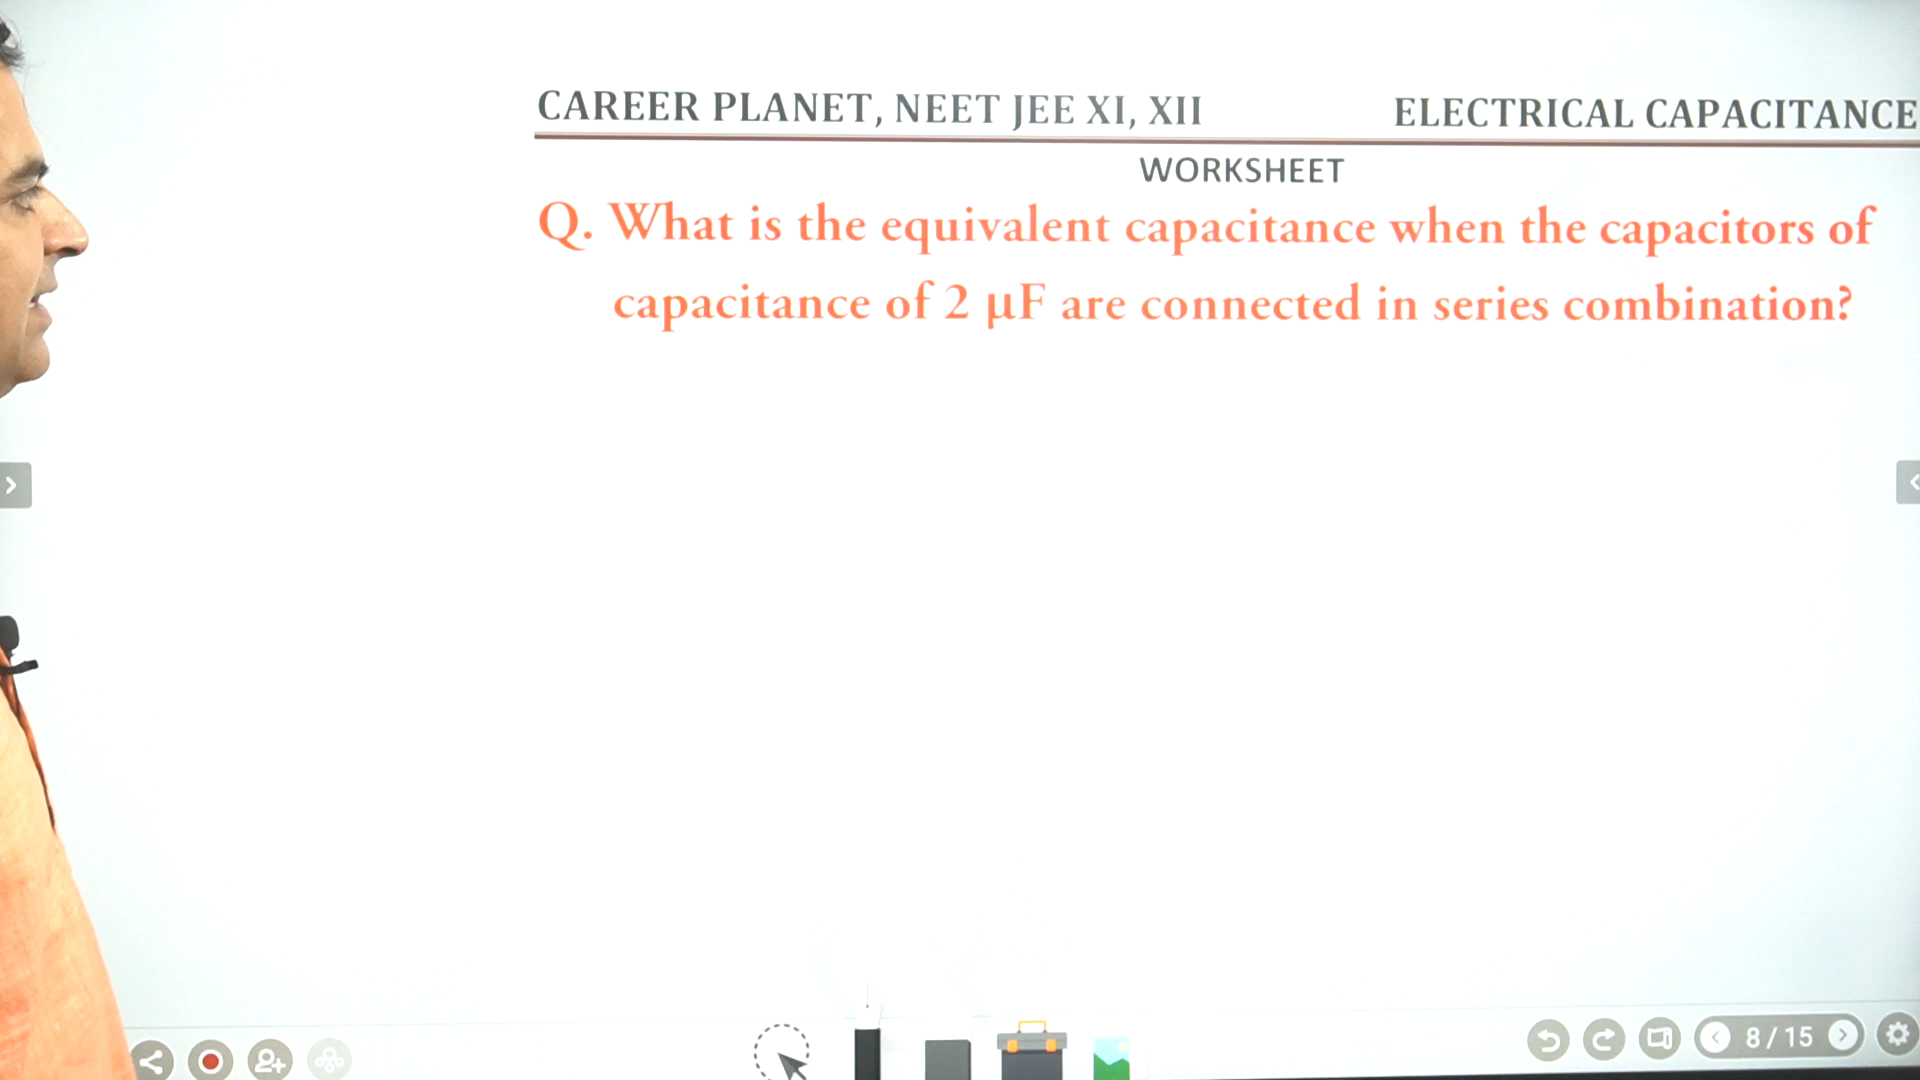 CAREER PLANET, NEET JEE XI, XII ELECTRICAL CAPACITANCE
WORKSHEET
Q. What is the equivalent capacitance when the capacitors of
capacitance of 2 µF are connected in series combination?
8/15